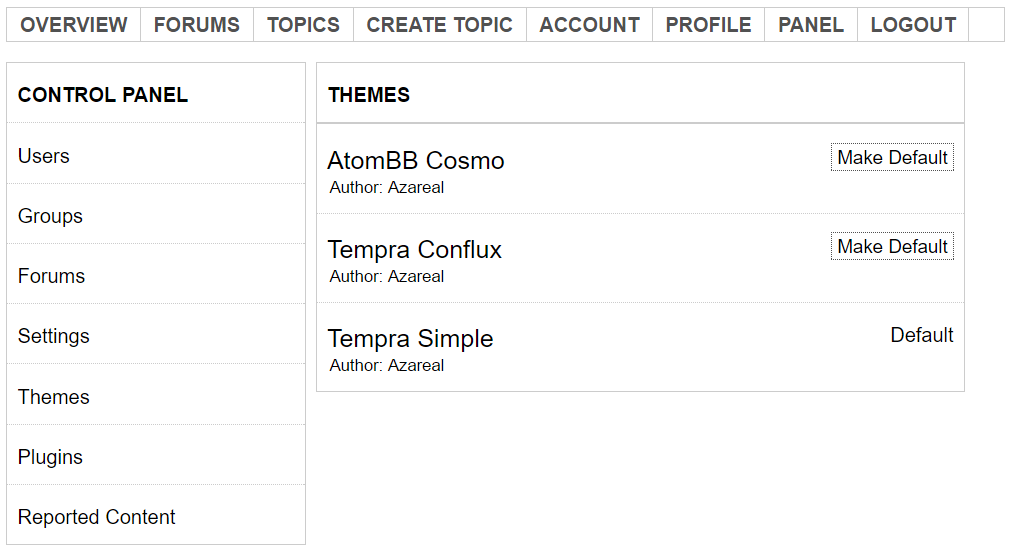 OVERVIEW FORUMS TOPICS CREATE TOPIC ACCOUNT PROFILE PANEL LOGOUT
CONTROL PANEL
Users
Groups
Forums
Settings
Themes
Plugins
Reported Content
THEMES
AtomBB Cosmo
Author: Azareal
Make Default
Tempra Conflux
Author: Azareal
Make Default
Tempra Simple
Author: Azareal
Default